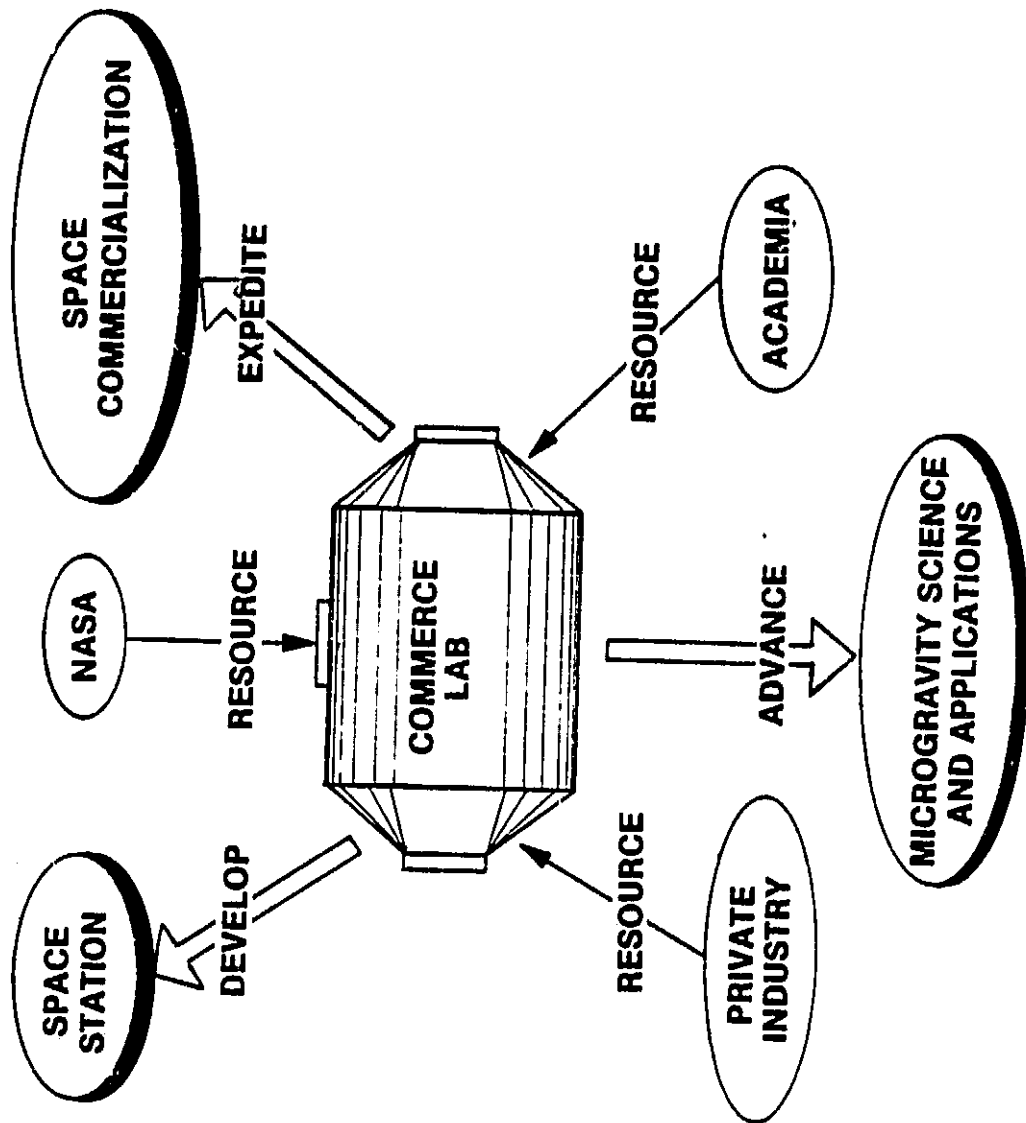 SPACE
STATION
NASA
SPACE
COMMERCIALIZATION
DEVELOP
RESOURCE
EXPEDITE
COMMERCE
LAB
RESOURCE
ADVANCE
RESOURCE
PRIVATE
INDUSTRY
MICROGRAVITY SCIENCE
AND APPLICATIONS
ACADEMIA